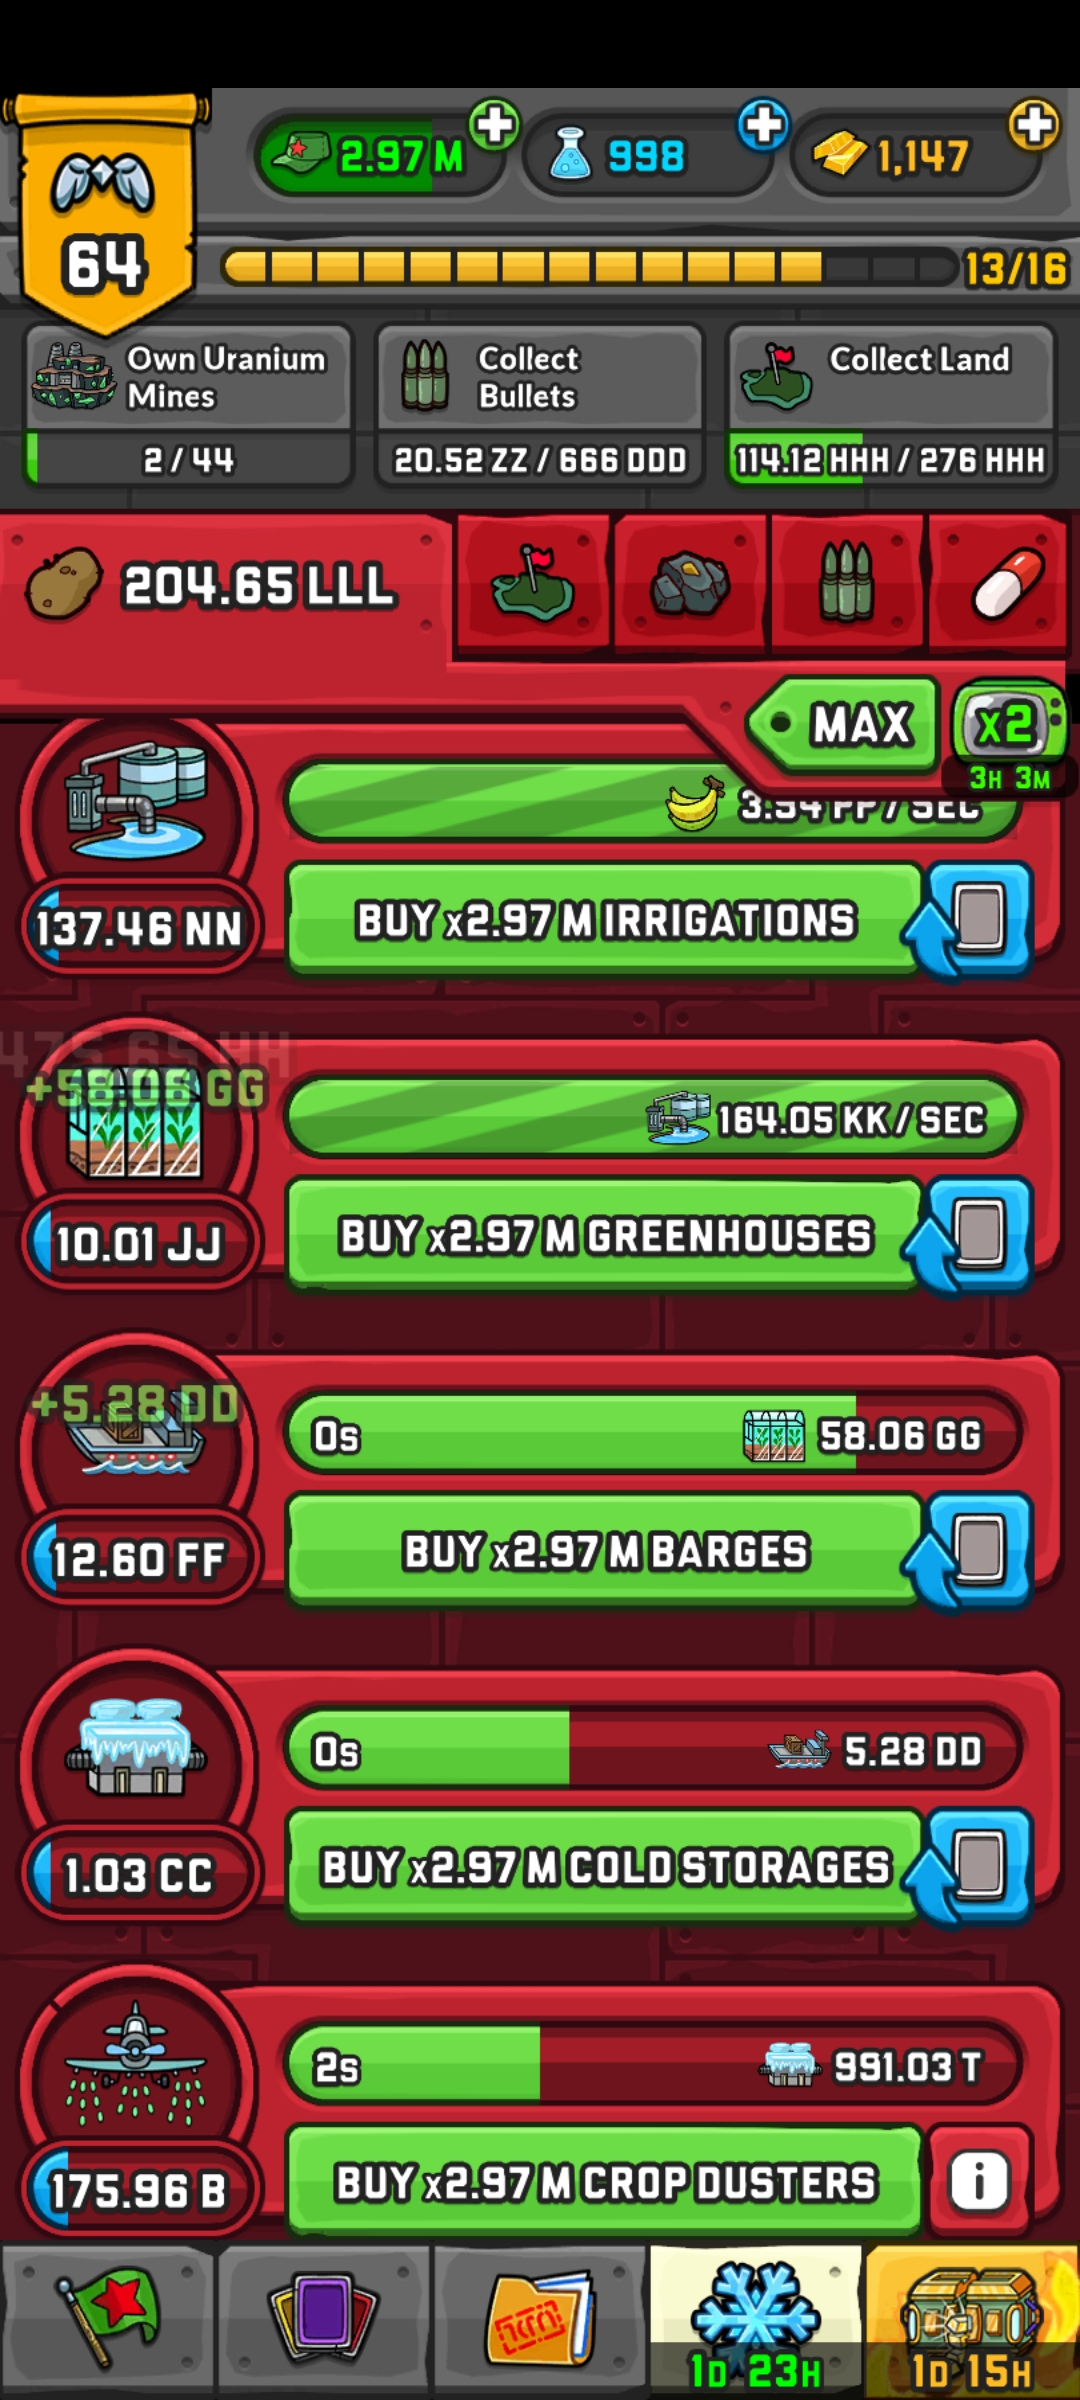 2.97 M
998
1,147
64
13/16
Own Uranium
Mines
2 / 44
Collect
Bullets
20.52 ZZ / 666 DDD
Collect Land
114.12 HHH / 276 HHH
204.65 LLL
MAX
x2
3H 3M
/ SEC
137.46 NN
BUY x2.97 M IRRIGATIONS
475.65 HH
+58.06 GG
164.05 KK / SEC
10.01 JJ
BUY x2.97 M GREENHOUSES
+5.28 DD
0s
58.06 GG
12.60 FF
BUY x2.97 M BARGES
0s
5.28 DD
1.03 CC
BUY x2.97 M COLD STORAGES
2s
991.03 T
175.96 B
BUY x2.97 M CROP DUSTERS
i
1D 23H
1D 15H